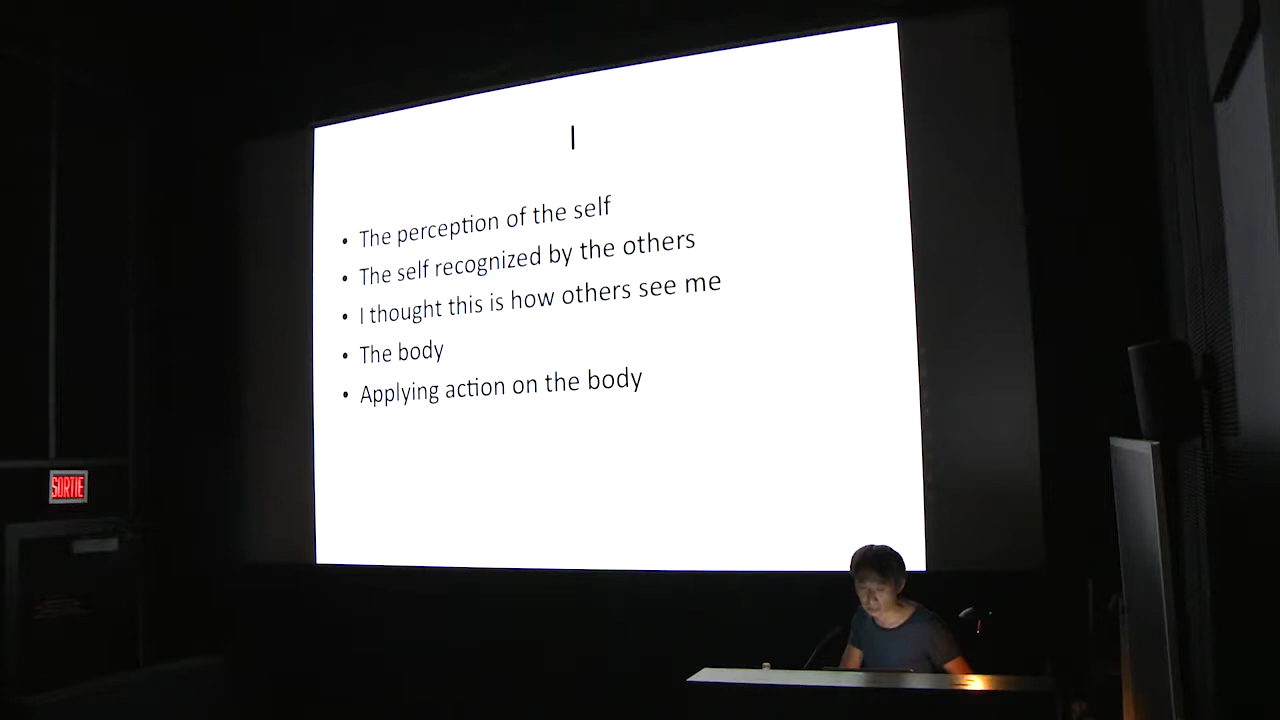 I
• The perception of the self
• The self recognized by the others
• I thought this is how others see me
• The body
• Applying action on the body
SORTIE